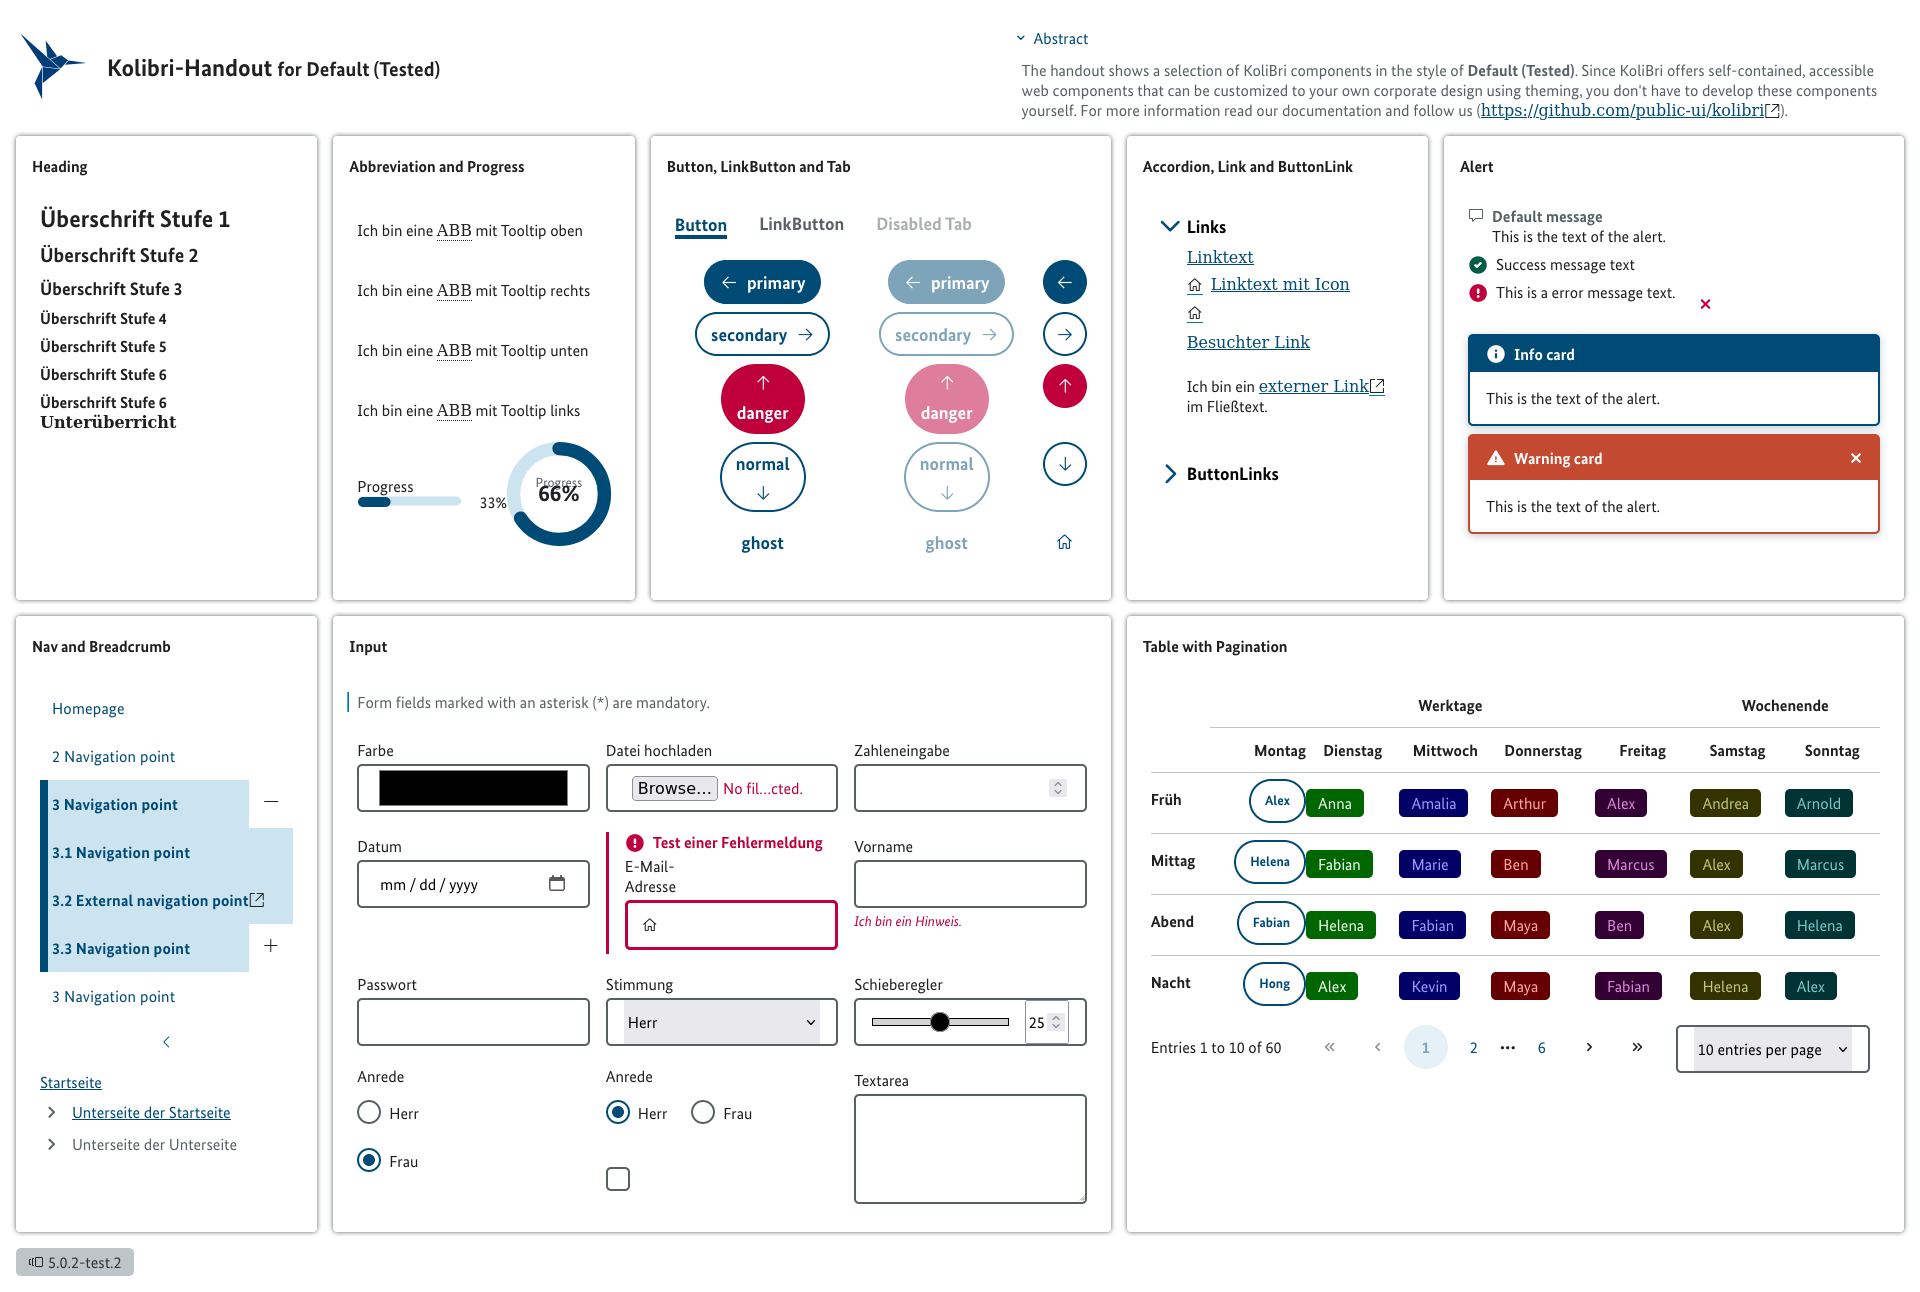 Kolibri-Handout for Default (Tested)
Abstract
The handout shows a selection of KoliBri components in the style of Default (Tested). Since KoliBri offers self-contained, accessible
web components that can be customized to your own corporate design using theming, you don't have to develop these components
yourself. For more information read our documentation and follow us (https://github.com/public-ui/kolibri).
Heading
Überschrift Stufe 1
Überschrift Stufe 2
Überschrift Stufe 3
Überschrift Stufe 4
Überschrift Stufe 5
Überschrift Stufe 6
Überschrift Stufe 6
Unterüberricht
Abbreviation and Progress
Ich bin eine ABB mit Tooltip oben
Ich bin eine ABB mit Tooltip rechts
Ich bin eine ABB mit Tooltip unten
Ich bin eine ABB mit Tooltip links
Progress
33%
Progress
66%
Button, LinkButton and Tab
Button LinkButton Disabled Tab
primary primary
secondary secondary
danger danger
normal normal
ghost ghost
Accordion, Link and ButtonLink
Links
Linktext
Linktext mit Icon
Besuchter Link
Ich bin ein externer Link
im Fließtext.
ButtonLinks
Alert
Default message
This is the text of the alert.
Success message text
This is a error message text.
Info card
This is the text of the alert.
Warning card
This is the text of the alert.
Nav and Breadcrumb
Homepage
2 Navigation point
3 Navigation point
3.1 Navigation point
3.2 External navigation point
3.3 Navigation point
3 Navigation point
Startseite
Unterseite der Startseite
Unterseite der Unterseite
Input
Form fields marked with an asterisk (*) are mandatory.
Farbe
Datei hochladen
Browse... No fil...cted.
Zahleneingabe
Datum
mm / dd / yyyy
Test einer Fehlermeldung
E-Mail-
Adresse
Vorname
Ich bin ein Hinweis.
Passwort
Stimmung
Herr
Schieberegler
25
Anrede
Herr
Frau
Anrede
Herr Frau
Textarea
Table with Pagination
Werktage Wochenende
Montag Dienstag Mittwoch Donnerstag Freitag Samstag Sonntag
Früh Alex Anna Amalia Arthur Alex Andrea Arnold
Mittag Helena Fabian Marie Ben Marcus Alex Marcus
Abend Fabian Helena Fabian Maya Ben Alex Helena
Nacht Hong Alex Kevin Maya Fabian Helena Alex
Entries 1 to 10 of 60 « ‹ 1 2 ••• 6 › » 10 entries per page
5.0.2-test.2